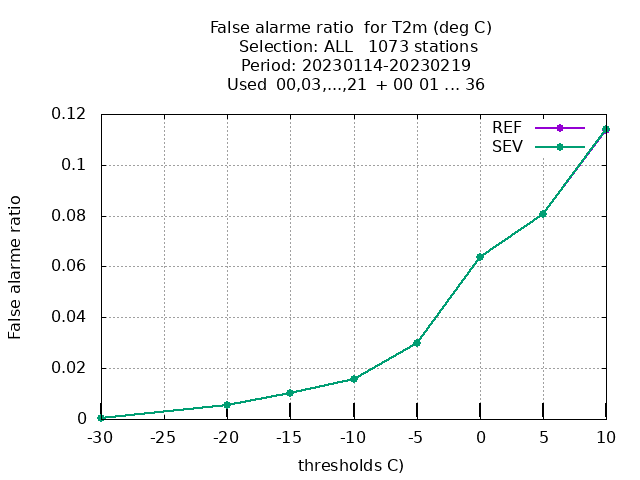 False alarme ratio  for T2m (deg C)
Selection: ALL   1073 stations
Period: 20230114-20230219
Used  00,03,...,21  + 00 01 ... 36
REF
SEV
False alarme ratio
0.12
0.1
0.08
0.06
0.04
0.02
0
-30 -25 -20 -15 -10 -5 0 5 10
thresholds C)